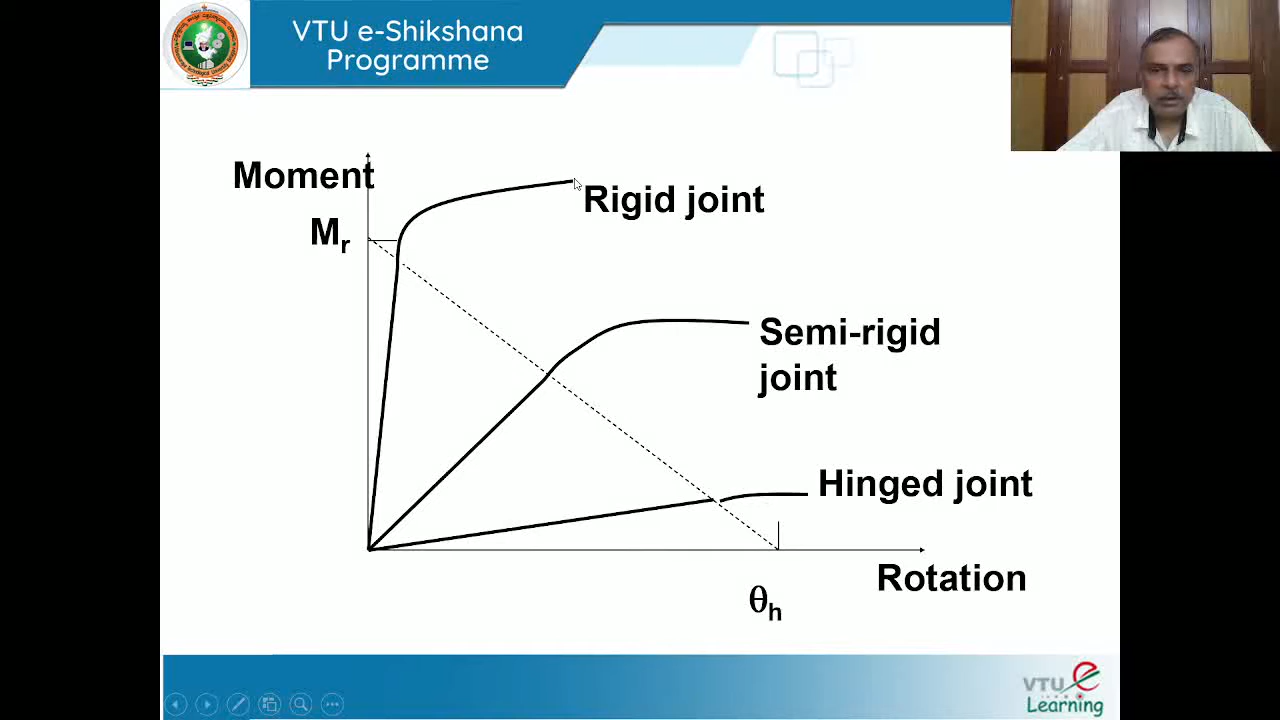 VTU e-Shikshana
Programme
Moment
Mr
Rigid joint
Semi-rigid
joint
Hinged joint
Rotation
θh
VTU e
Learning